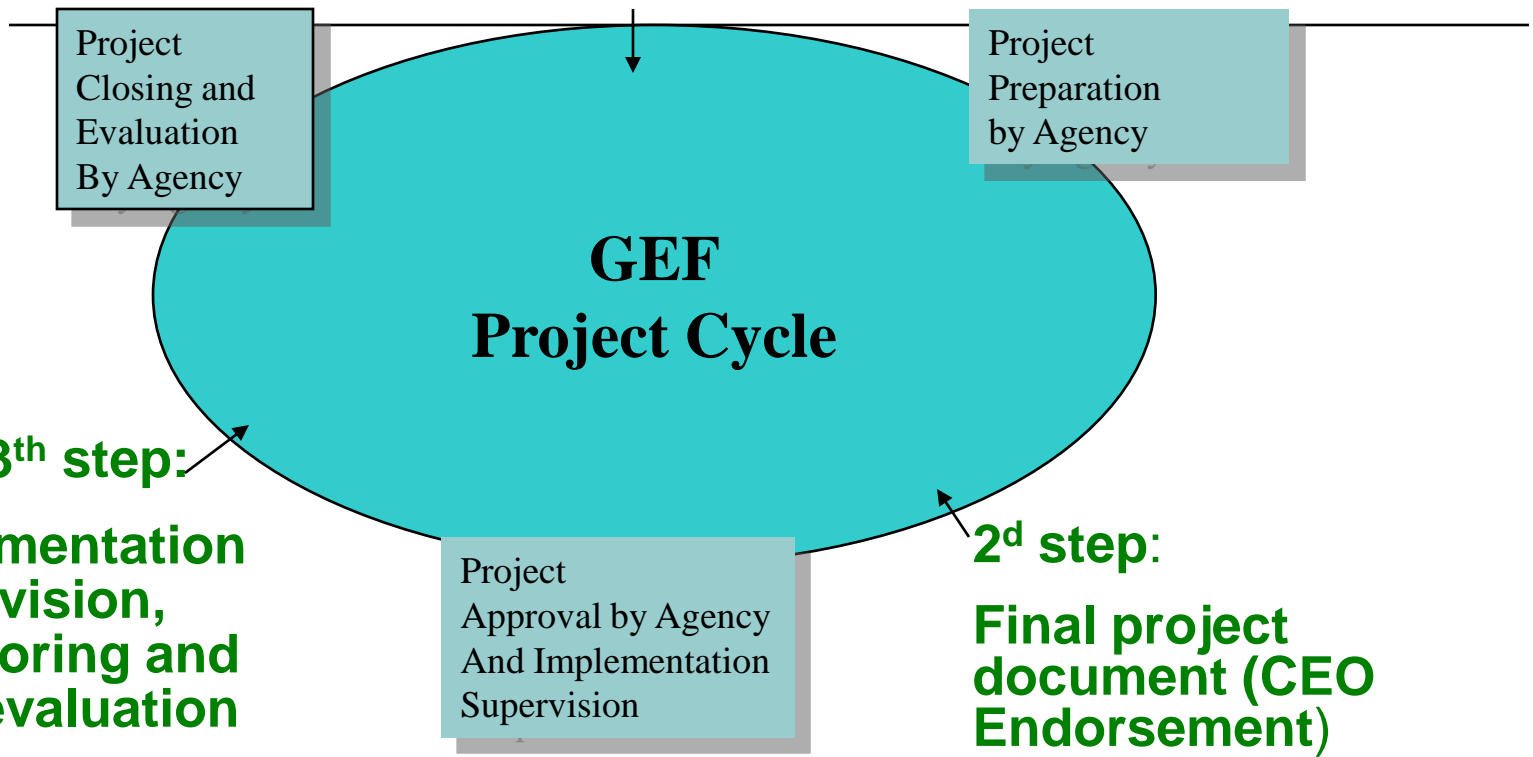 Project
Closing and
Evaluation
By Agency
Project
Preparation
by Agency
GEF
Project Cycle
3th step:
mentation
vision,
oring and
evaluation
Project
Approval by Agency
And Implementation
Supervision
2d step:
Final project
document (CEO
Endorsement)